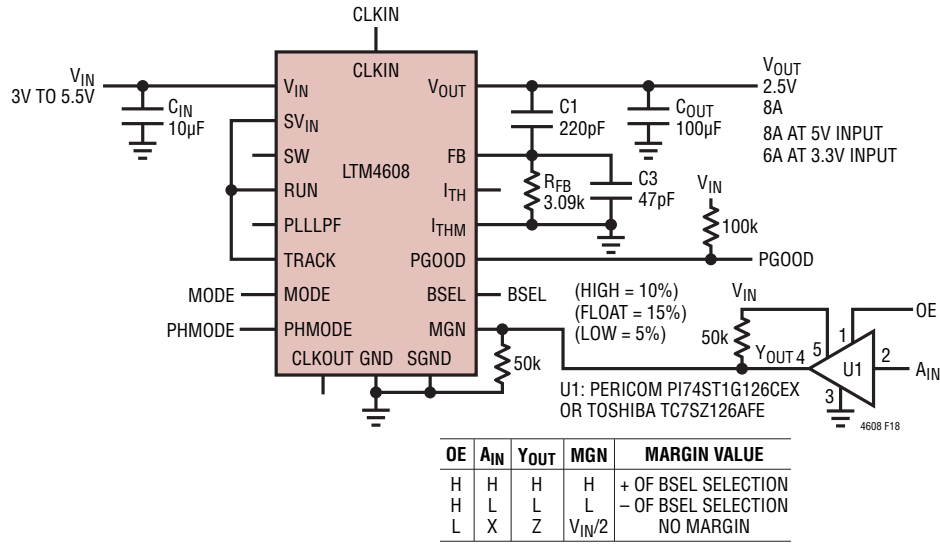 CLKIN
CLKIN
VIN
3V TO 5.5V
CIN
10µF
VIN
SVIN
SW
RUN
PLLLPF
TRACK
MODE
MODE
PHMODE
PHMODE
CLKOUT GND SGND
LTM4608
VOUT
FB
ITH
ITHM
PGOOD
BSEL
MGN
C1
220pF
COUT
100µF
VOUT
2.5V
8A
8A AT 5V INPUT
6A AT 3.3V INPUT
RFB
3.09k
C3
47pF
VIN
100k
PGOOD
BSEL
(HIGH = 10%)
(FLOAT = 15%)
(LOW = 5%)
50k
VIN
50k
YOUT 4
5
1
2
3
U1
OE
AIN
U1: PERICOM PI74ST1G126CEX
OR TOSHIBA TC7SZ126AFE
4608 F18
OE AIN YOUT MGN MARGIN VALUE
H H H H + OF BSEL SELECTION
H L L L – OF BSEL SELECTION
L X Z VIN/2 NO MARGIN